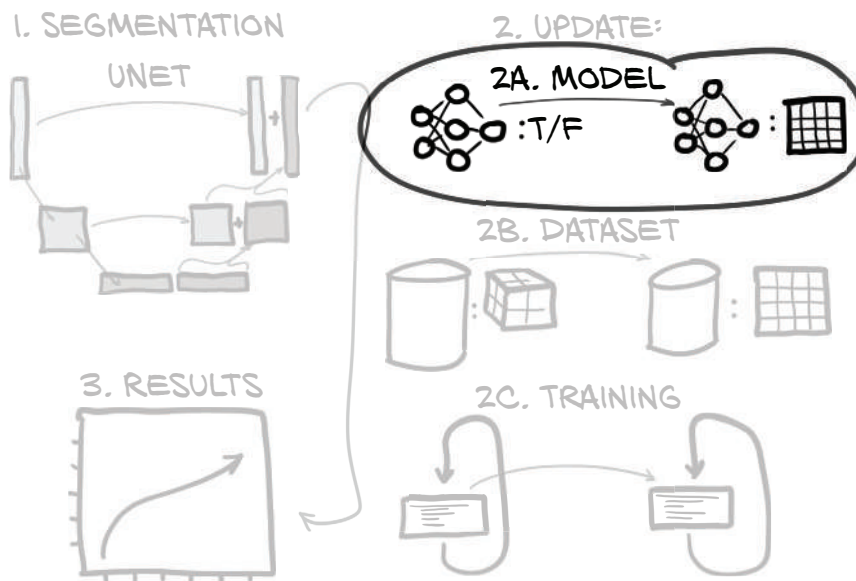 1. SEGMENTATION
UNET
2. UPDATE:
2A. MODEL
:T/F
:
2B. DATASET
: :
3. RESULTS
2C. TRAINING